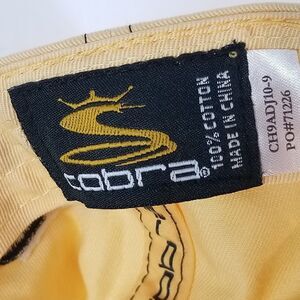 cobra®
100% COTTON
MADE IN CHINA
CH9ADJ10-9
PO#71226